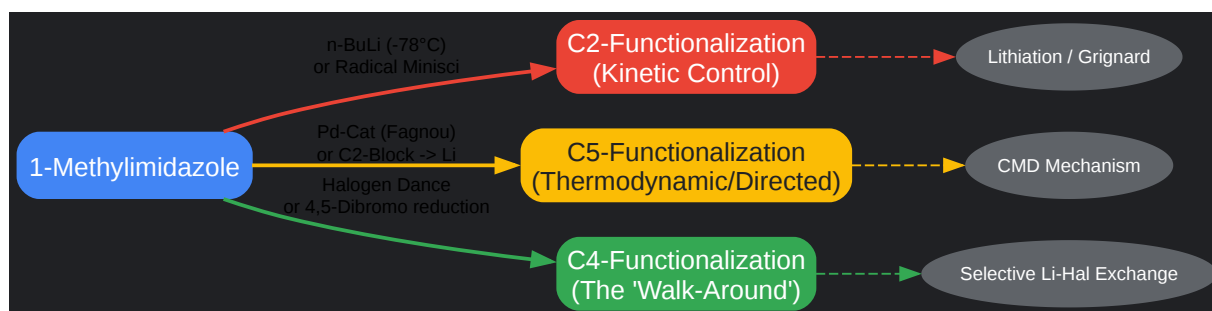 n-BuLi (-78°C)
or Radical Minisci
C2-Functionalization
(Kinetic Control)
Lithiation / Grignard
1-Methylimidazole
Pd-Cat (Fagnou)
or C2-Block -> Li
C5-Functionalization
(Thermodynamic/Directed)
CMD Mechanism
Halogen Dance
or 4,5-Dibromo reduction
C4-Functionalization
(The 'Walk-Around')
Selective Li-Hal Exchange